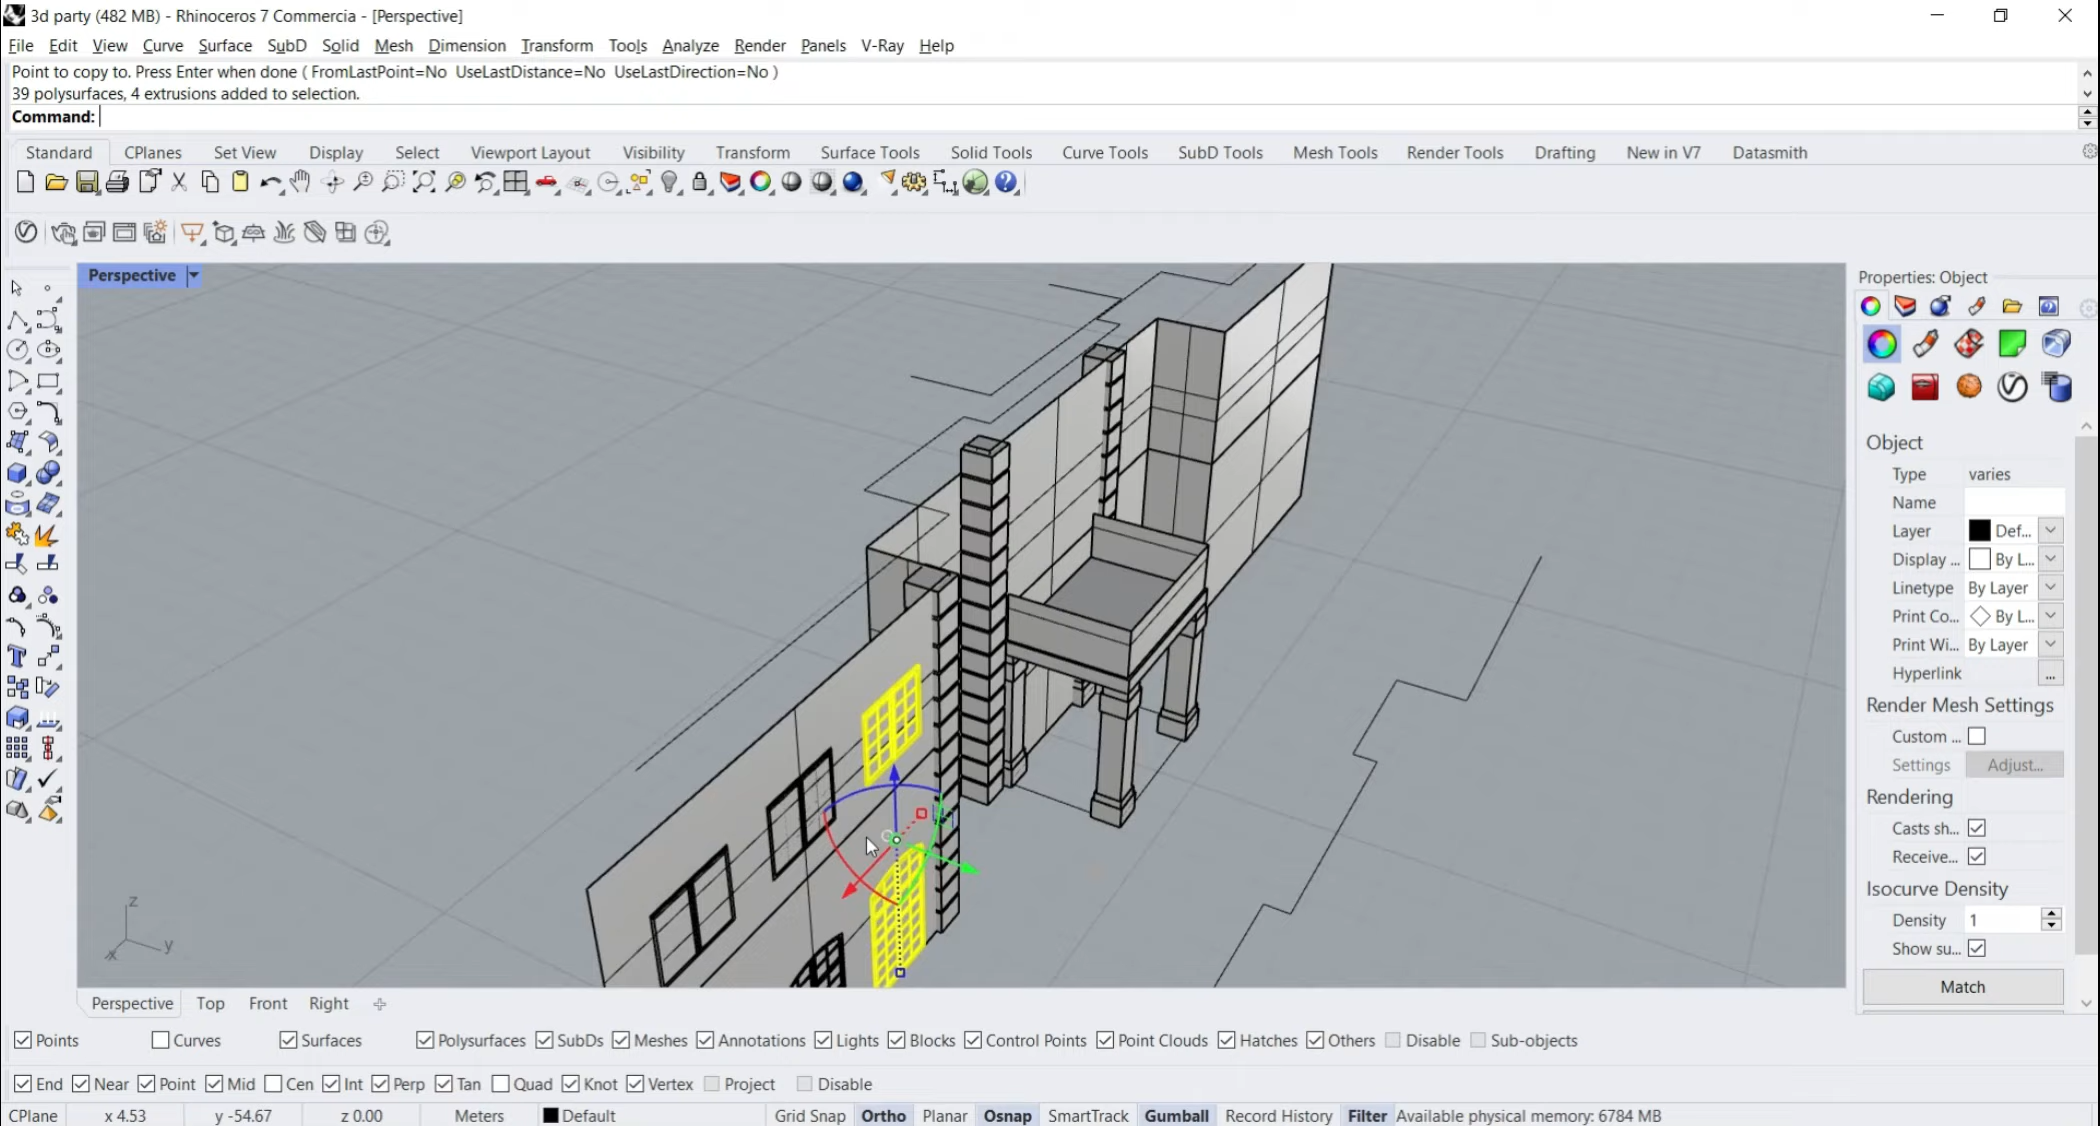 3d party (482 MB) - Rhinoceros 7 Commercia - [Perspective]
File Edit View Curve Surface SubD Solid Mesh Dimension Transform Tools Analyze Render Panels V-Ray Help
Point to copy to. Press Enter when done ( FromLastPoint=No UseLastDistance=No UseLastDirection=No )
39 polysurfaces, 4 extrusions added to selection.
Command:
Standard CPlanes Set View Display Select Viewport Layout Visibility Transform Surface Tools Solid Tools Curve Tools SubD Tools Mesh Tools Render Tools Drafting New in V7 Datasmith
Perspective
Properties: Object
Object
Type varies
Name
Layer Def...
Display ... By L...
Linetype By Layer
Print Co... By L...
Print Wi... By Layer
Hyperlink ...
Render Mesh Settings
Custom ...
Settings Adjust...
Rendering
Casts sh...
Receive...
Isocurve Density
Density 1
Show su...
Match
z
y
x
Perspective Top Front Right
Points Curves Surfaces Polysurfaces SubDs Meshes Annotations Lights Blocks Control Points Point Clouds Hatches Others Disable Sub-objects
End Near Point Mid Cen Int Perp Tan Quad Knot Vertex Project Disable
CPlane x 4.53 y -54.67 z 0.00 Meters Default Grid Snap Ortho Planar Osnap SmartTrack Gumball Record History Filter Available physical memory: 6784 MB